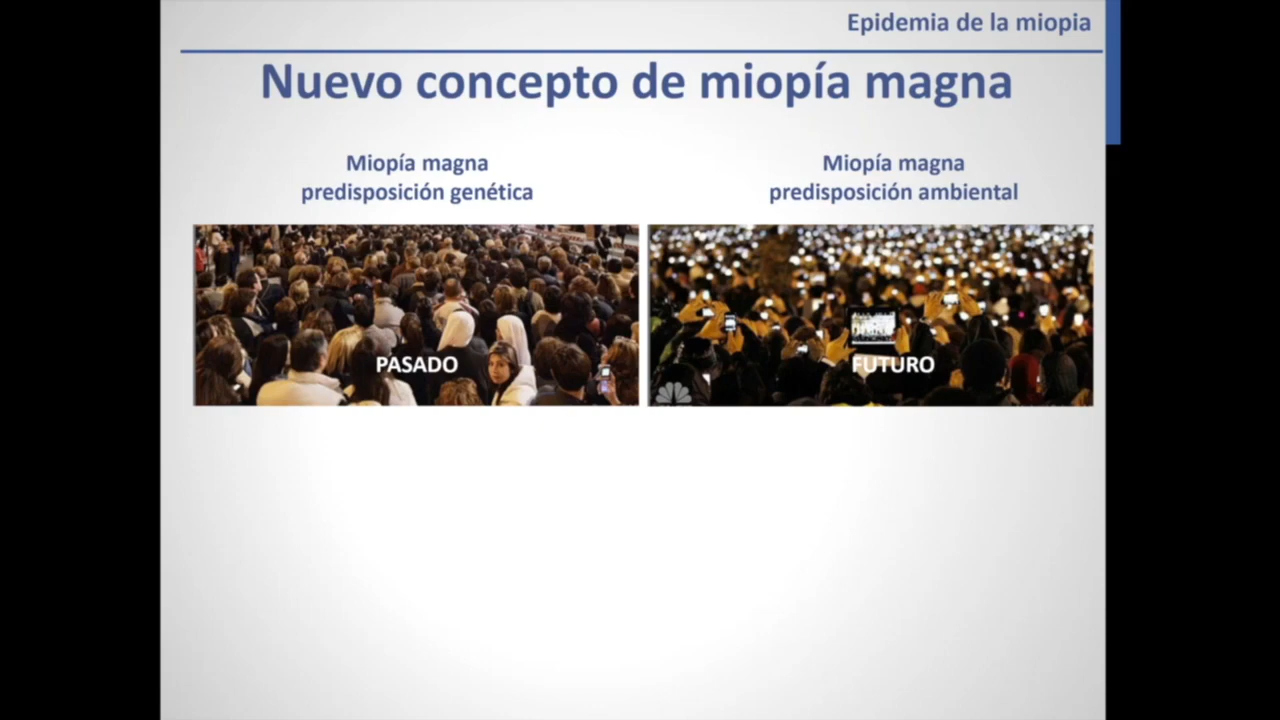 Epidemia de la miopia
Nuevo concepto de miopía magna
Miopía magna
predisposición genética
Miopía magna
predisposición ambiental
PASADO
FUTURO